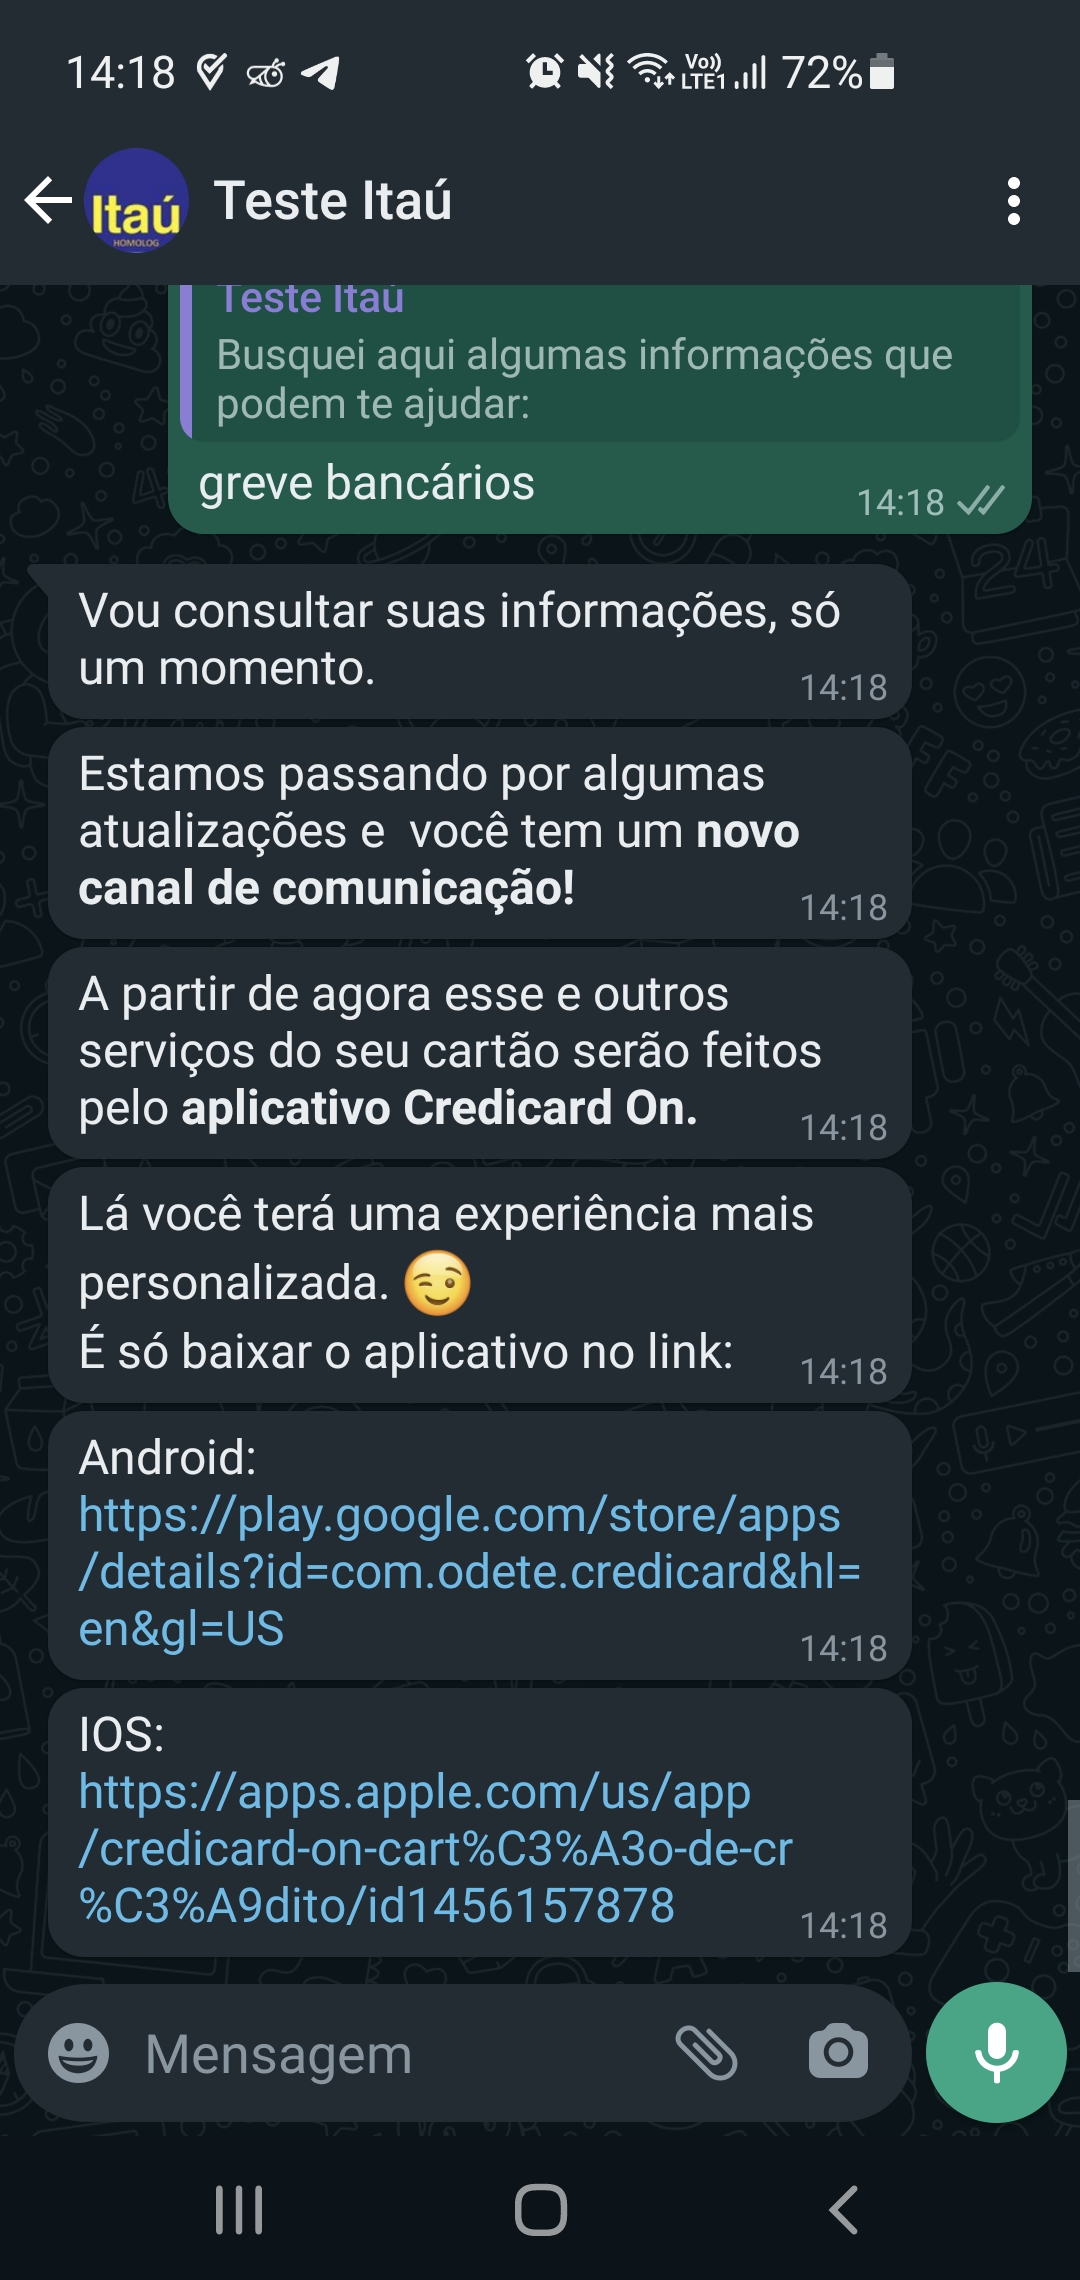 14:18
Vo))
LTE1
72%
Itaú
HOMOLOG
Teste Itaú
Teste Itaú
Busquei aqui algumas informações que
podem te ajudar:
greve bancários
14:18
Vou consultar suas informações, só
um momento.
14:18
Estamos passando por algumas
atualizações e  você tem um novo
canal de comunicação!
14:18
A partir de agora esse e outros
serviços do seu cartão serão feitos
pelo aplicativo Credicard On.
14:18
Lá você terá uma experiência mais
personalizada. 😉
É só baixar o aplicativo no link:
14:18
Android:
https://play.google.com/store/apps
/details?id=com.odete.credicard&hl=
en&gl=US
14:18
IOS:
https://apps.apple.com/us/app
/credicard-on-cart%C3%A3o-de-cr
%C3%A9dito/id1456157878
14:18
Mensagem